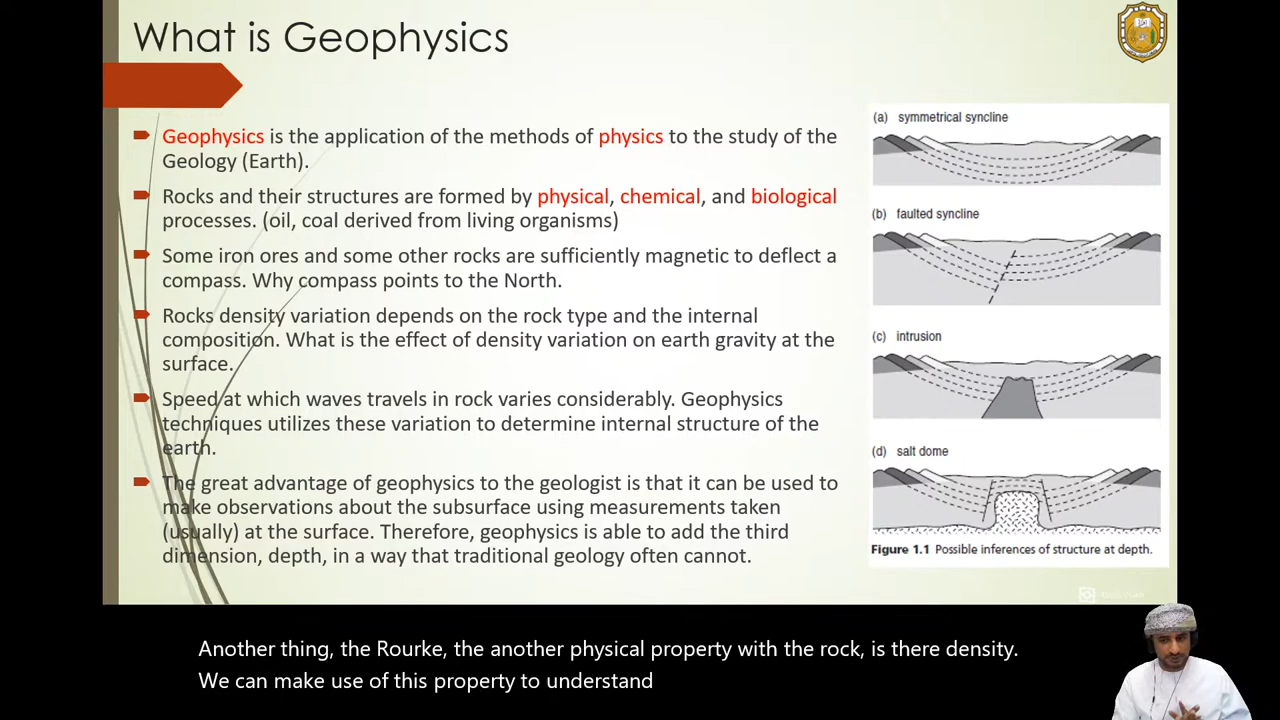 What is Geophysics
Geophysics is the application of the methods of physics to the study of the
Geology (Earth).
Rocks and their structures are formed by physical, chemical, and biological
processes. (oil, coal derived from living organisms)
Some iron ores and some other rocks are sufficiently magnetic to deflect a
compass. Why compass points to the North.
Rocks density variation depends on the rock type and the internal
composition. What is the effect of density variation on earth gravity at the
surface.
Speed at which waves travels in rock varies considerably. Geophysics
techniques utilizes these variation to determine internal structure of the
earth.
The great advantage of geophysics to the geologist is that it can be used to
make observations about the subsurface using measurements taken
(usually) at the surface. Therefore, geophysics is able to add the third
dimension, depth, in a way that traditional geology often cannot.
(a) symmetrical syncline
(b) faulted syncline
(c) intrusion
(d) salt dome
Figure 1.1 Possible inferences of structure at depth.
Another thing, the Rourke, the another physical property with the rock, is there density.
We can make use of this property to understand